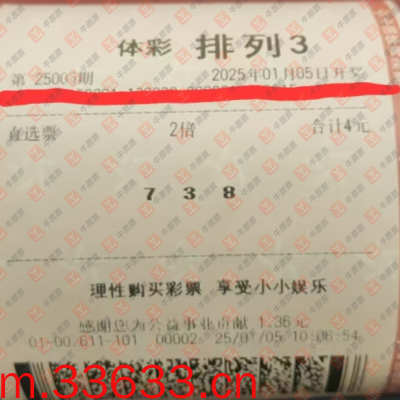 体彩 排列3
第 25005期 2025年01月05日开奖
直选票 2倍 合计4元
7 3 8
理性购买彩票 享受小小娱乐
感谢您为公益事业贡献 1.36元
01-00.611-101 00002 25/01/05 10:06:54
m.33633.cn